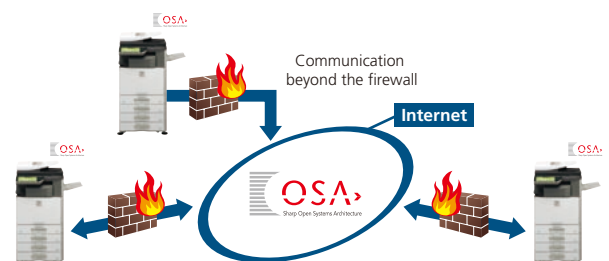 OSA
Communication
beyond the firewall
Internet
OSA
OSA
Sharp Open Systems Architecture
OSA